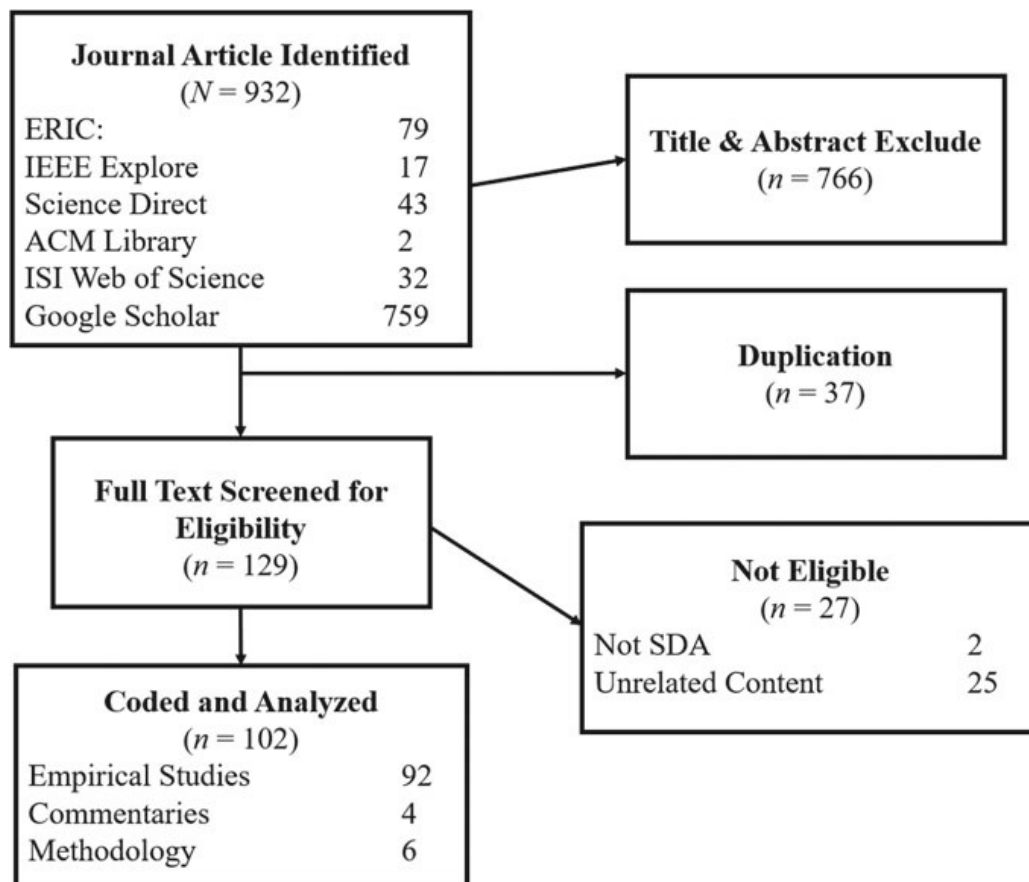 Journal Article Identified
(N = 932)
ERIC: 79
IEEE Explore 17
Science Direct 43
ACM Library 2
ISI Web of Science 32
Google Scholar 759
Title & Abstract Exclude
(n = 766)
Duplication
(n = 37)
Full Text Screened for
Eligibility
(n = 129)
Not Eligible
(n = 27)
Not SDA 2
Unrelated Content 25
Coded and Analyzed
(n = 102)
Empirical Studies 92
Commentaries 4
Methodology 6